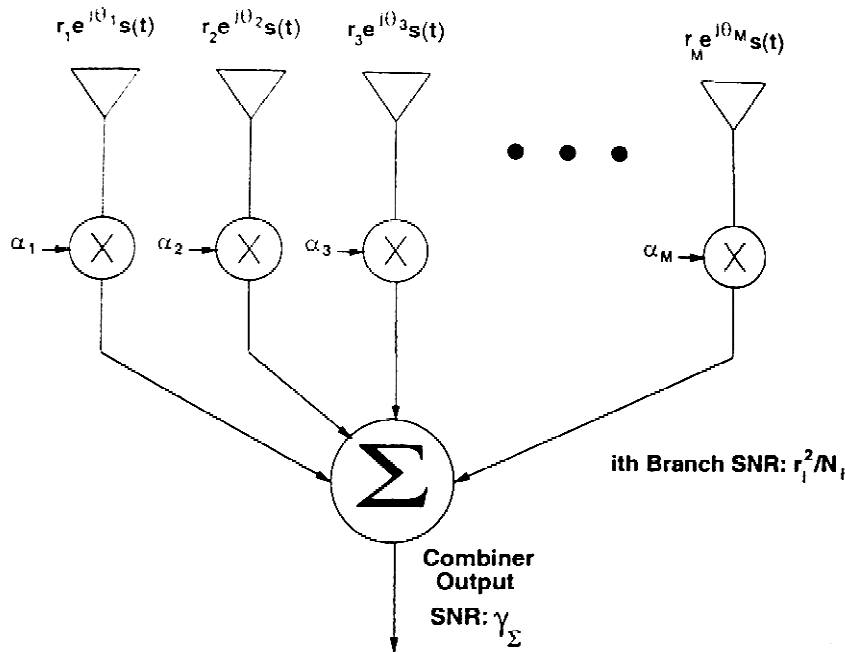 r₁e^{jθ₁}s(t) r₂e^{jθ₂}s(t) r₃e^{jθ₃}s(t) r_M e^{jθ_M}s(t)
• • •
α₁ X α₂ X α₃ X α_M X
Σ
ith Branch SNR: r_i²/N_i
Combiner
Output
SNR: γ_Σ